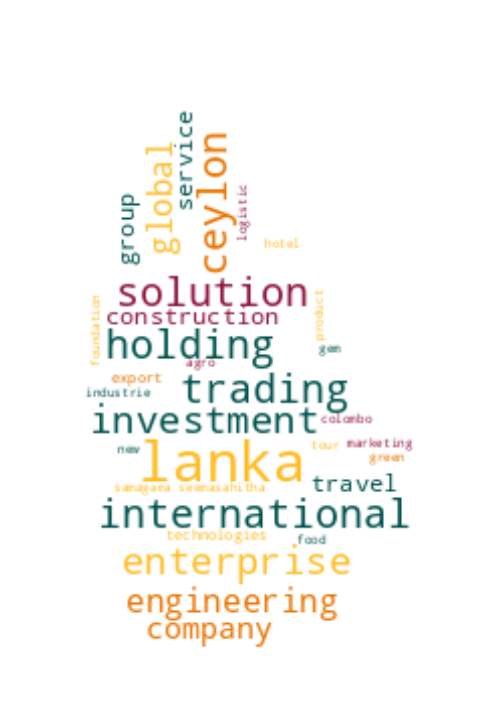 service
global
ceylon
group
logistic
hotel
solution
foundation
product
construction
holding
gem
agro
export
trading
industrie
investment
colombo
new
lanka
tour
marketing
green
travel
samagama seemasahitha
international
technologies
food
enterprise
engineering
company